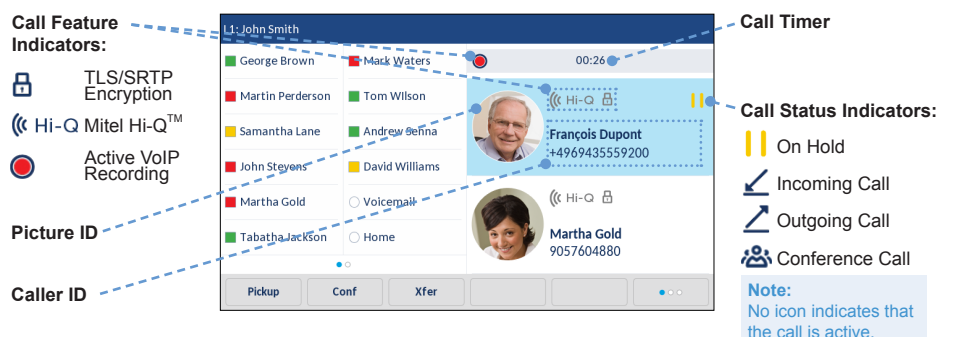 Call Feature
Indicators:
TLS/SRTP
Encryption
Hi-Q Mitel Hi-Q™
Active VoIP
Recording
Picture ID
Caller ID
L1: John Smith
George Brown
Mark Waters
Martin Perderson
Tom WIlson
Samantha Lane
Andrew Senna
John Stevens
David Williams
Martha Gold
Voicemail
Tabatha Jackson
Home
00:26
Hi-Q
François Dupont
+4969435559200
Hi-Q
Martha Gold
9057604880
Pickup
Conf
Xfer
Call Timer
Call Status Indicators:
On Hold
Incoming Call
Outgoing Call
Conference Call
Note:
No icon indicates that
the call is active.